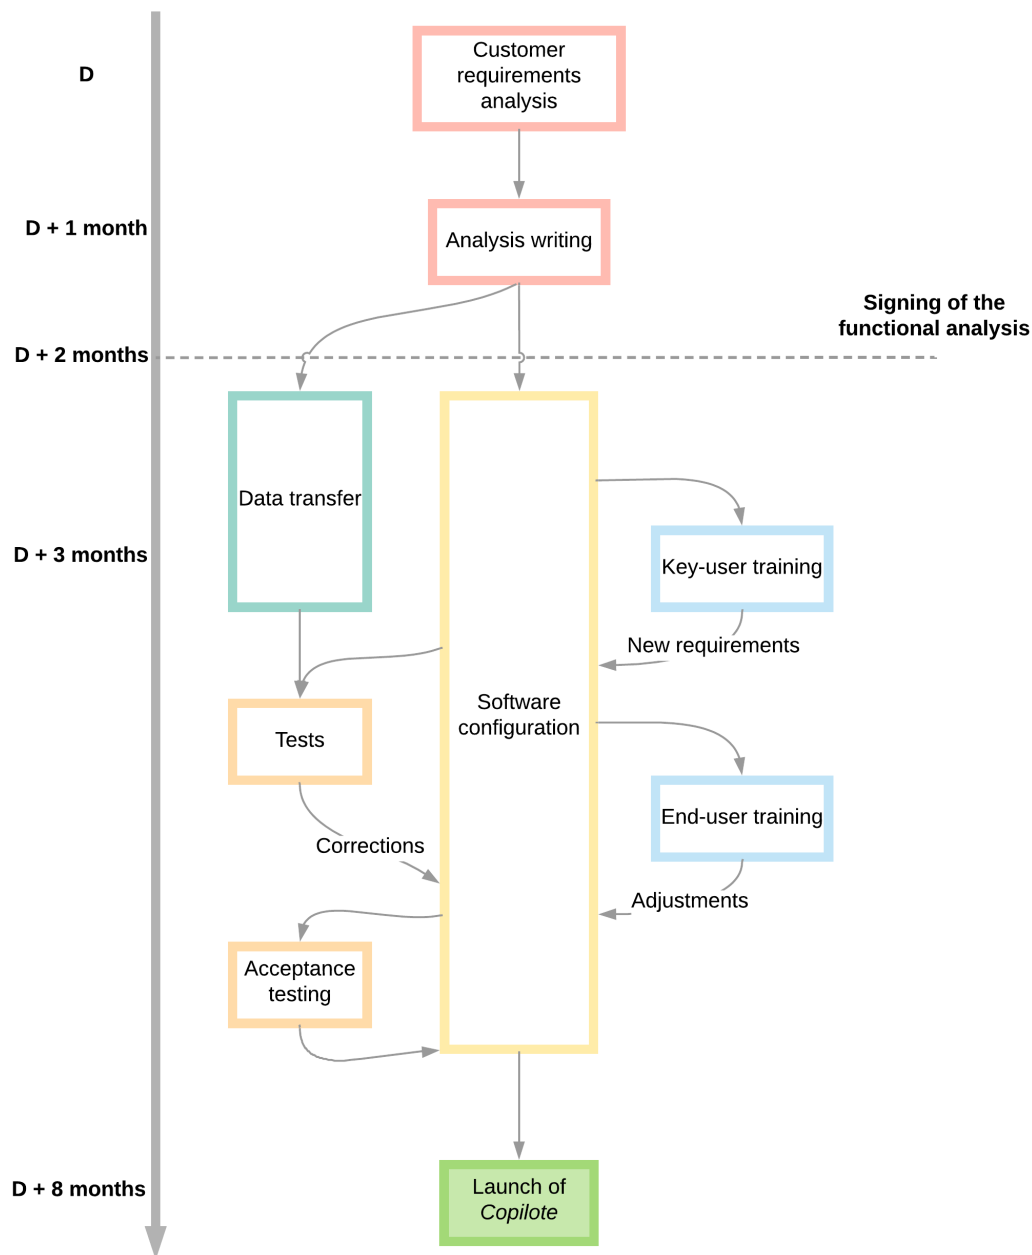 D
Customer
requirements
analysis
D + 1 month
Analysis writing
Signing of the
functional analysis
D + 2 months
Data transfer
D + 3 months
Key-user training
New requirements
Software
configuration
Tests
End-user training
Corrections
Adjustments
Acceptance
testing
D + 8 months
Launch of
Copilote